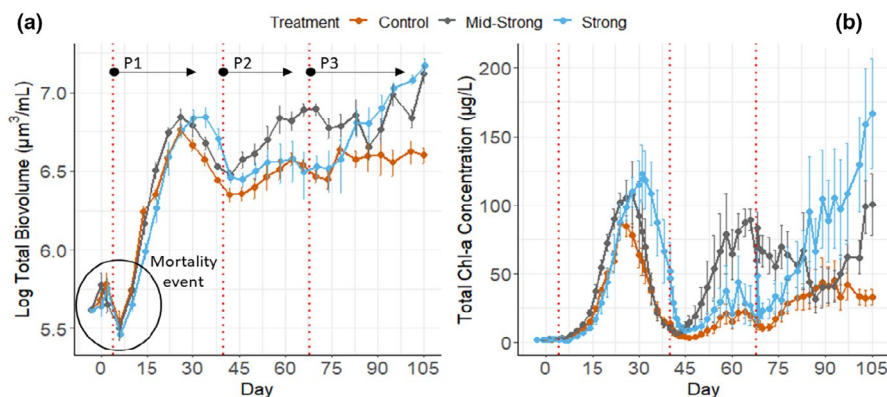 (a) Treatment Control Mid-Strong Strong (b)
P1 P2 P3
Log Total Biovolume (µm³/mL)
7.0
6.5
6.0
5.5
Mortality
event
0 15 30 45 60 75 90 105
Day
Total Chl-a Concentration (µg/L)
200
150
100
50
0
0 15 30 45 60 75 90 105
Day